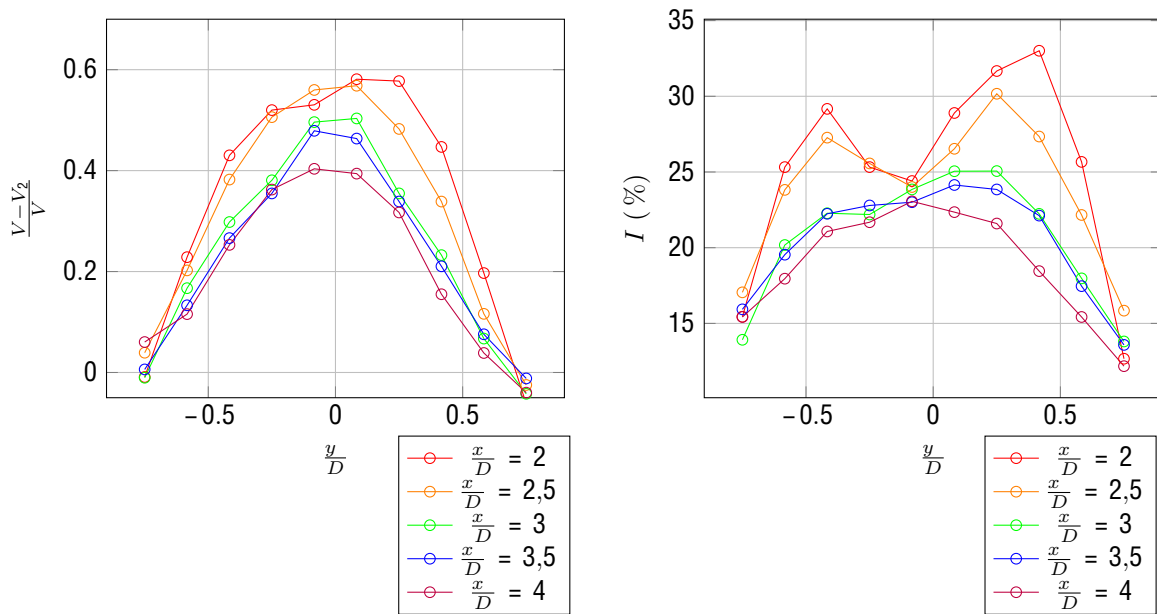 0.6
0.4
0.2
0
−0.5
0
0.5
V−V₂/V
y/D
x/D = 2
x/D = 2,5
x/D = 3
x/D = 3,5
x/D = 4
35
30
25
20
15
−0.5
0
0.5
I (%)
y/D
x/D = 2
x/D = 2,5
x/D = 3
x/D = 3,5
x/D = 4